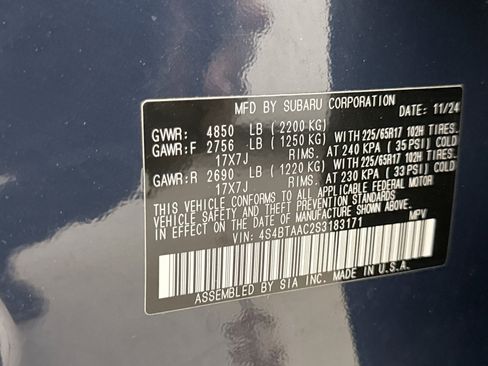 MFD BY SUBARU CORPORATION DATE: 11/24
GVWR: 4850 LB (2200 KG)
GAWR:F 2756 LB (1250 KG) WITH 225/65R17 102H TIRES.
17X7J RIMS. AT 240 KPA (35 PSI) COLD
GAWR:R 2690 LB (1220 KG) WITH 225/65R17 102H TIRES.
17X7J RIMS. AT 230 KPA (33 PSI) COLD
THIS VEHICLE CONFORMS TO ALL APPLICABLE FEDERAL MOTOR
VEHICLE SAFETY AND THEFT PREVENTION STANDARDS IN
EFFECT ON THE DATE OF MANUFACTURE SHOWN ABOVE.
VIN: 4S4BTAAC2S3183171 MPV
ASSEMBLED BY SIA INC. MADE IN U.S.A.